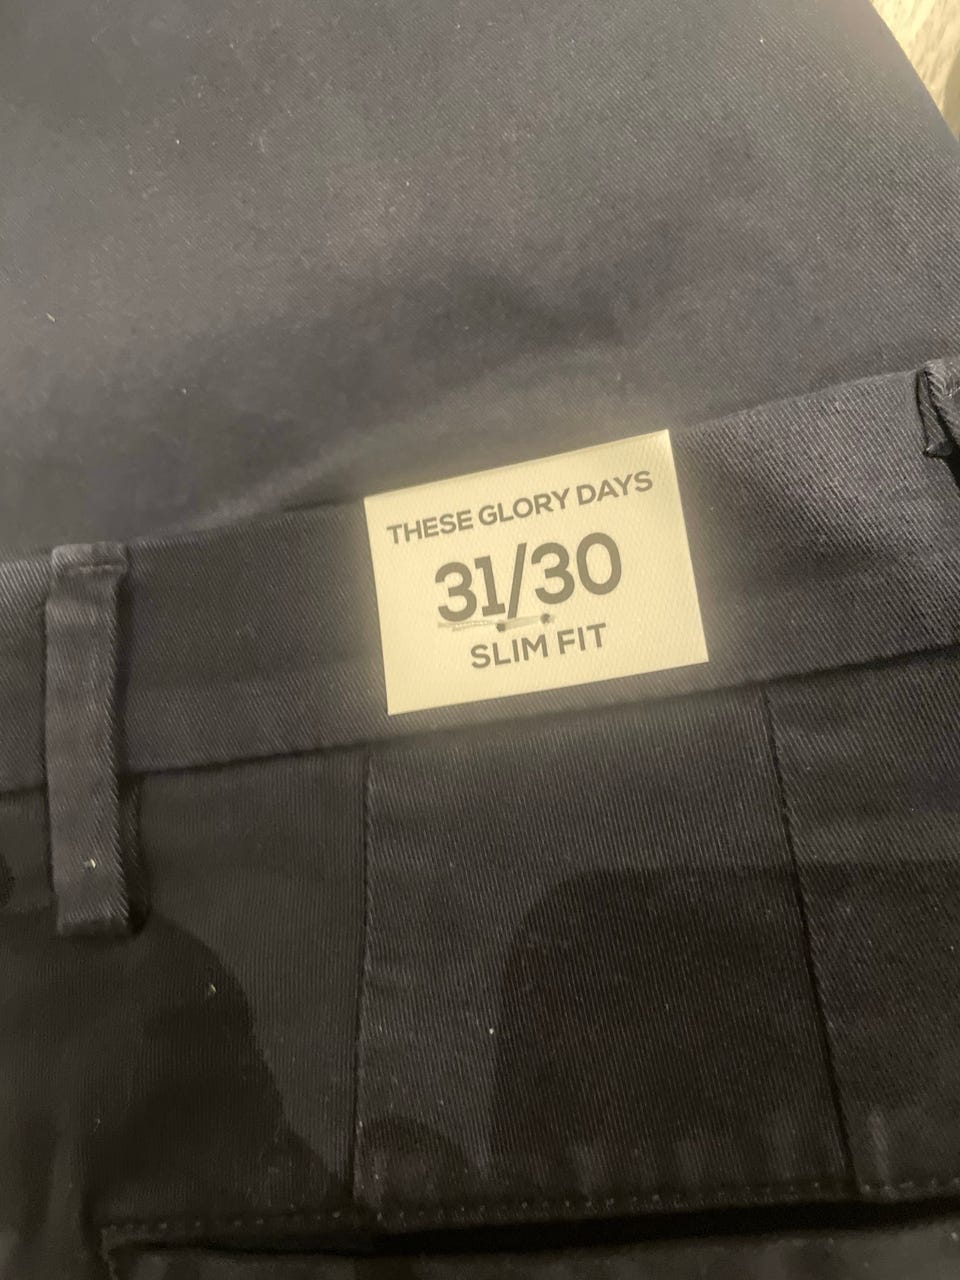 THESE GLORY DAYS
31/30
SLIM FIT